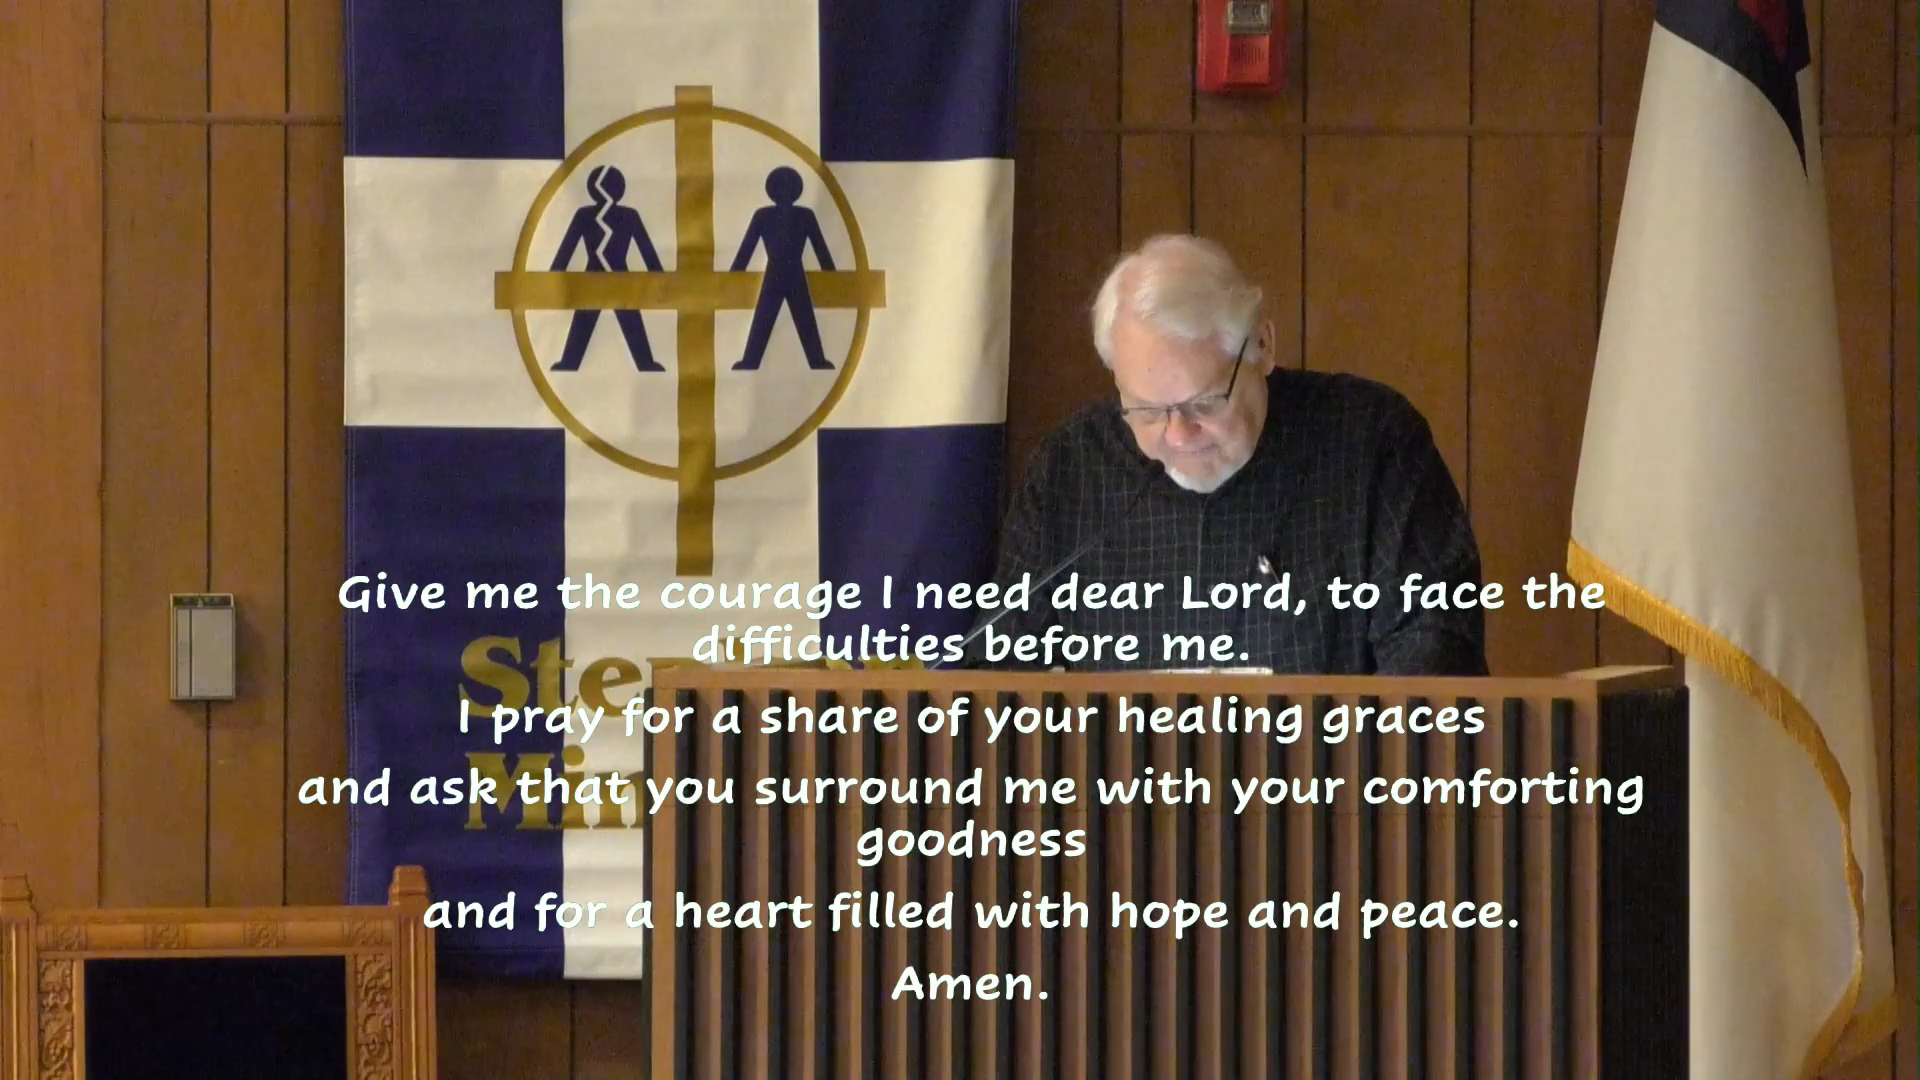 Give me the courage I need dear Lord, to face the
difficulties before me.
I pray for a share of your healing graces
and ask that you surround me with your comforting
goodness
and for a heart filled with hope and peace.
Amen.